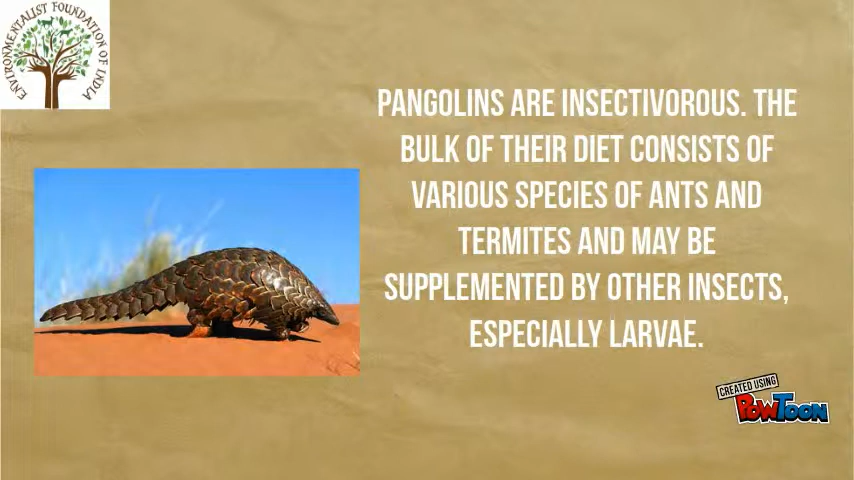 ENVIRONMENTALIST FOUNDATION OF INDIA
PANGOLINS ARE INSECTIVOROUS. THE
BULK OF THEIR DIET CONSISTS OF
VARIOUS SPECIES OF ANTS AND
TERMITES AND MAY BE
SUPPLEMENTED BY OTHER INSECTS,
ESPECIALLY LARVAE.
CREATED USING
POWTOON